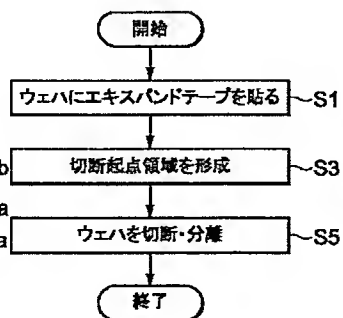 開始
ウェハにエキスパンドテープを貼る ~S1
b 切断起点領域を形成 ~S3
a
a ウェハを切断・分離 ~S5
終了